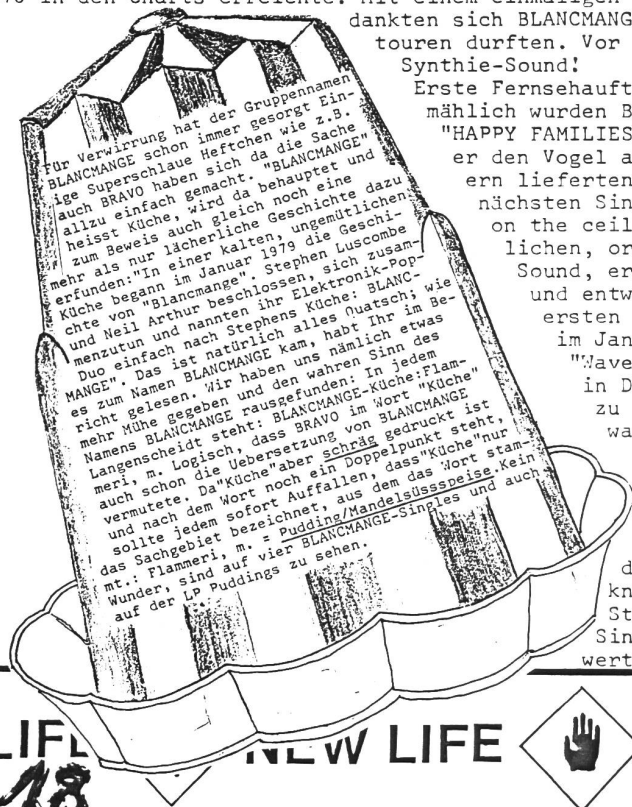 in den Charts erreichte. Mit einem einmaligen
dankten sich BLANCMANG
touren durften. Vor
Synthie-Sound!
Erste Fernsehauft
mählich wurden B
"HAPPY FAMILIES
er den Vogel a
ern lieferten
nächsten Sin
on the ceil
lichen, or
Sound, er
und entw
ersten
im Jan
"Wave
in D
zu
wa
d
kn
St
Sin
wert
Für Verwirrung hat der Gruppennamen
BLANCMANGE schon immer gesorgt Ein-
ige Superschlaue Heftchen wie z.B.
auch BRAVO haben sich da die Sache
allzu einfach gemacht. "BLANCMANGE"
heisst Küche, wird da behauptet und
zum Beweis auch gleich noch eine
mehr als nur lächerliche Geschichte dazu
erfunden:"In einer kalten, ungemütlichen
Küche begann im Januar 1979 die Geschi-
chte von "Blancmange". Stephen Luscombe
und Neil Arthur beschlossen, sich zusam-
menzutun und nannten ihr Elektronik-Pop-
Duo einfach nach Stephens Küche: BLANC-
MANGE". Das ist natürlich alles Quatsch; wie
es zum Namen BLANCMANGE kam, habt Ihr im Be-
richt gelesen. Wir haben uns nämlich etwas
mehr Mühe gegeben und den wahren Sinn des
Namens BLANCMANGE rausgefunden: In jedem
Langenscheidt steht: BLANCMANGE-Küche:Flam-
meri, m. Logisch, dass BRAVO im Wort "Küche"
auch schon die Uebersetzung von BLANCMANGE
vermutete. Da"Küche"aber schräg gedruckt ist
und nach dem Wort noch ein Doppelpunkt steht,
sollte jedem sofort Auffallen, dass"Küche"nur
das Sachgebiet bezeichnet, aus dem das Wort stam-
mt.: Flammeri, m. = Pudding/Mandelsüssspeise.Kein
Wunder, sind auf vier BLANCMANGE-Singles und auch
auf der LP Puddings zu sehen.
LIFE NEW LIFE
18